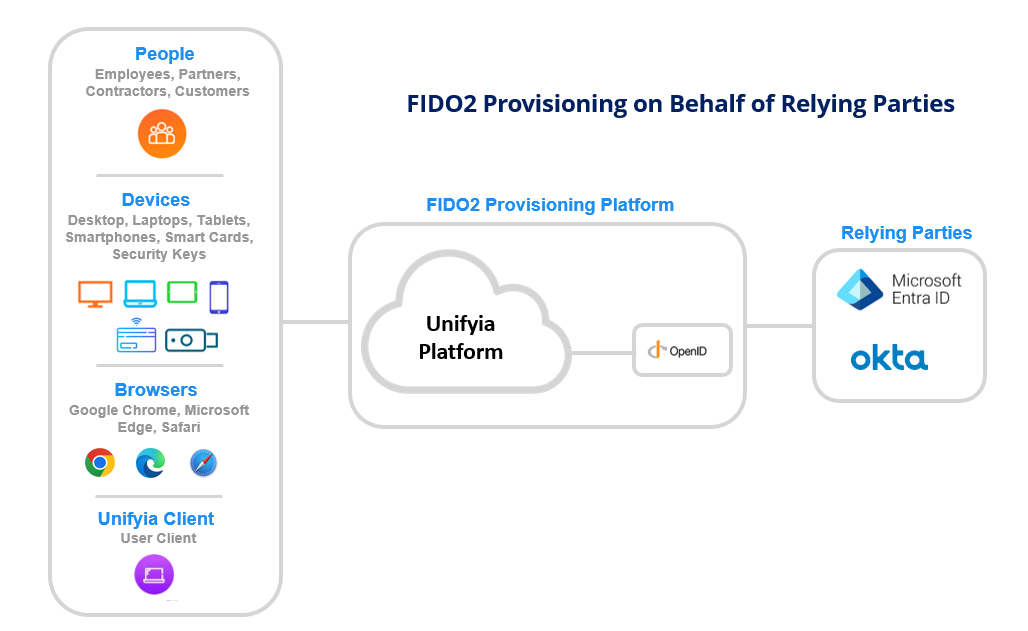 People
Employees, Partners,
Contractors, Customers
Devices
Desktop, Laptops, Tablets,
Smartphones, Smart Cards,
Security Keys
Browsers
Google Chrome, Microsoft
Edge, Safari
Unifyia Client
User Client
FIDO2 Provisioning on Behalf of Relying Parties
FIDO2 Provisioning Platform
Unifyia
Platform
OpenID
Relying Parties
Microsoft
Entra ID
okta